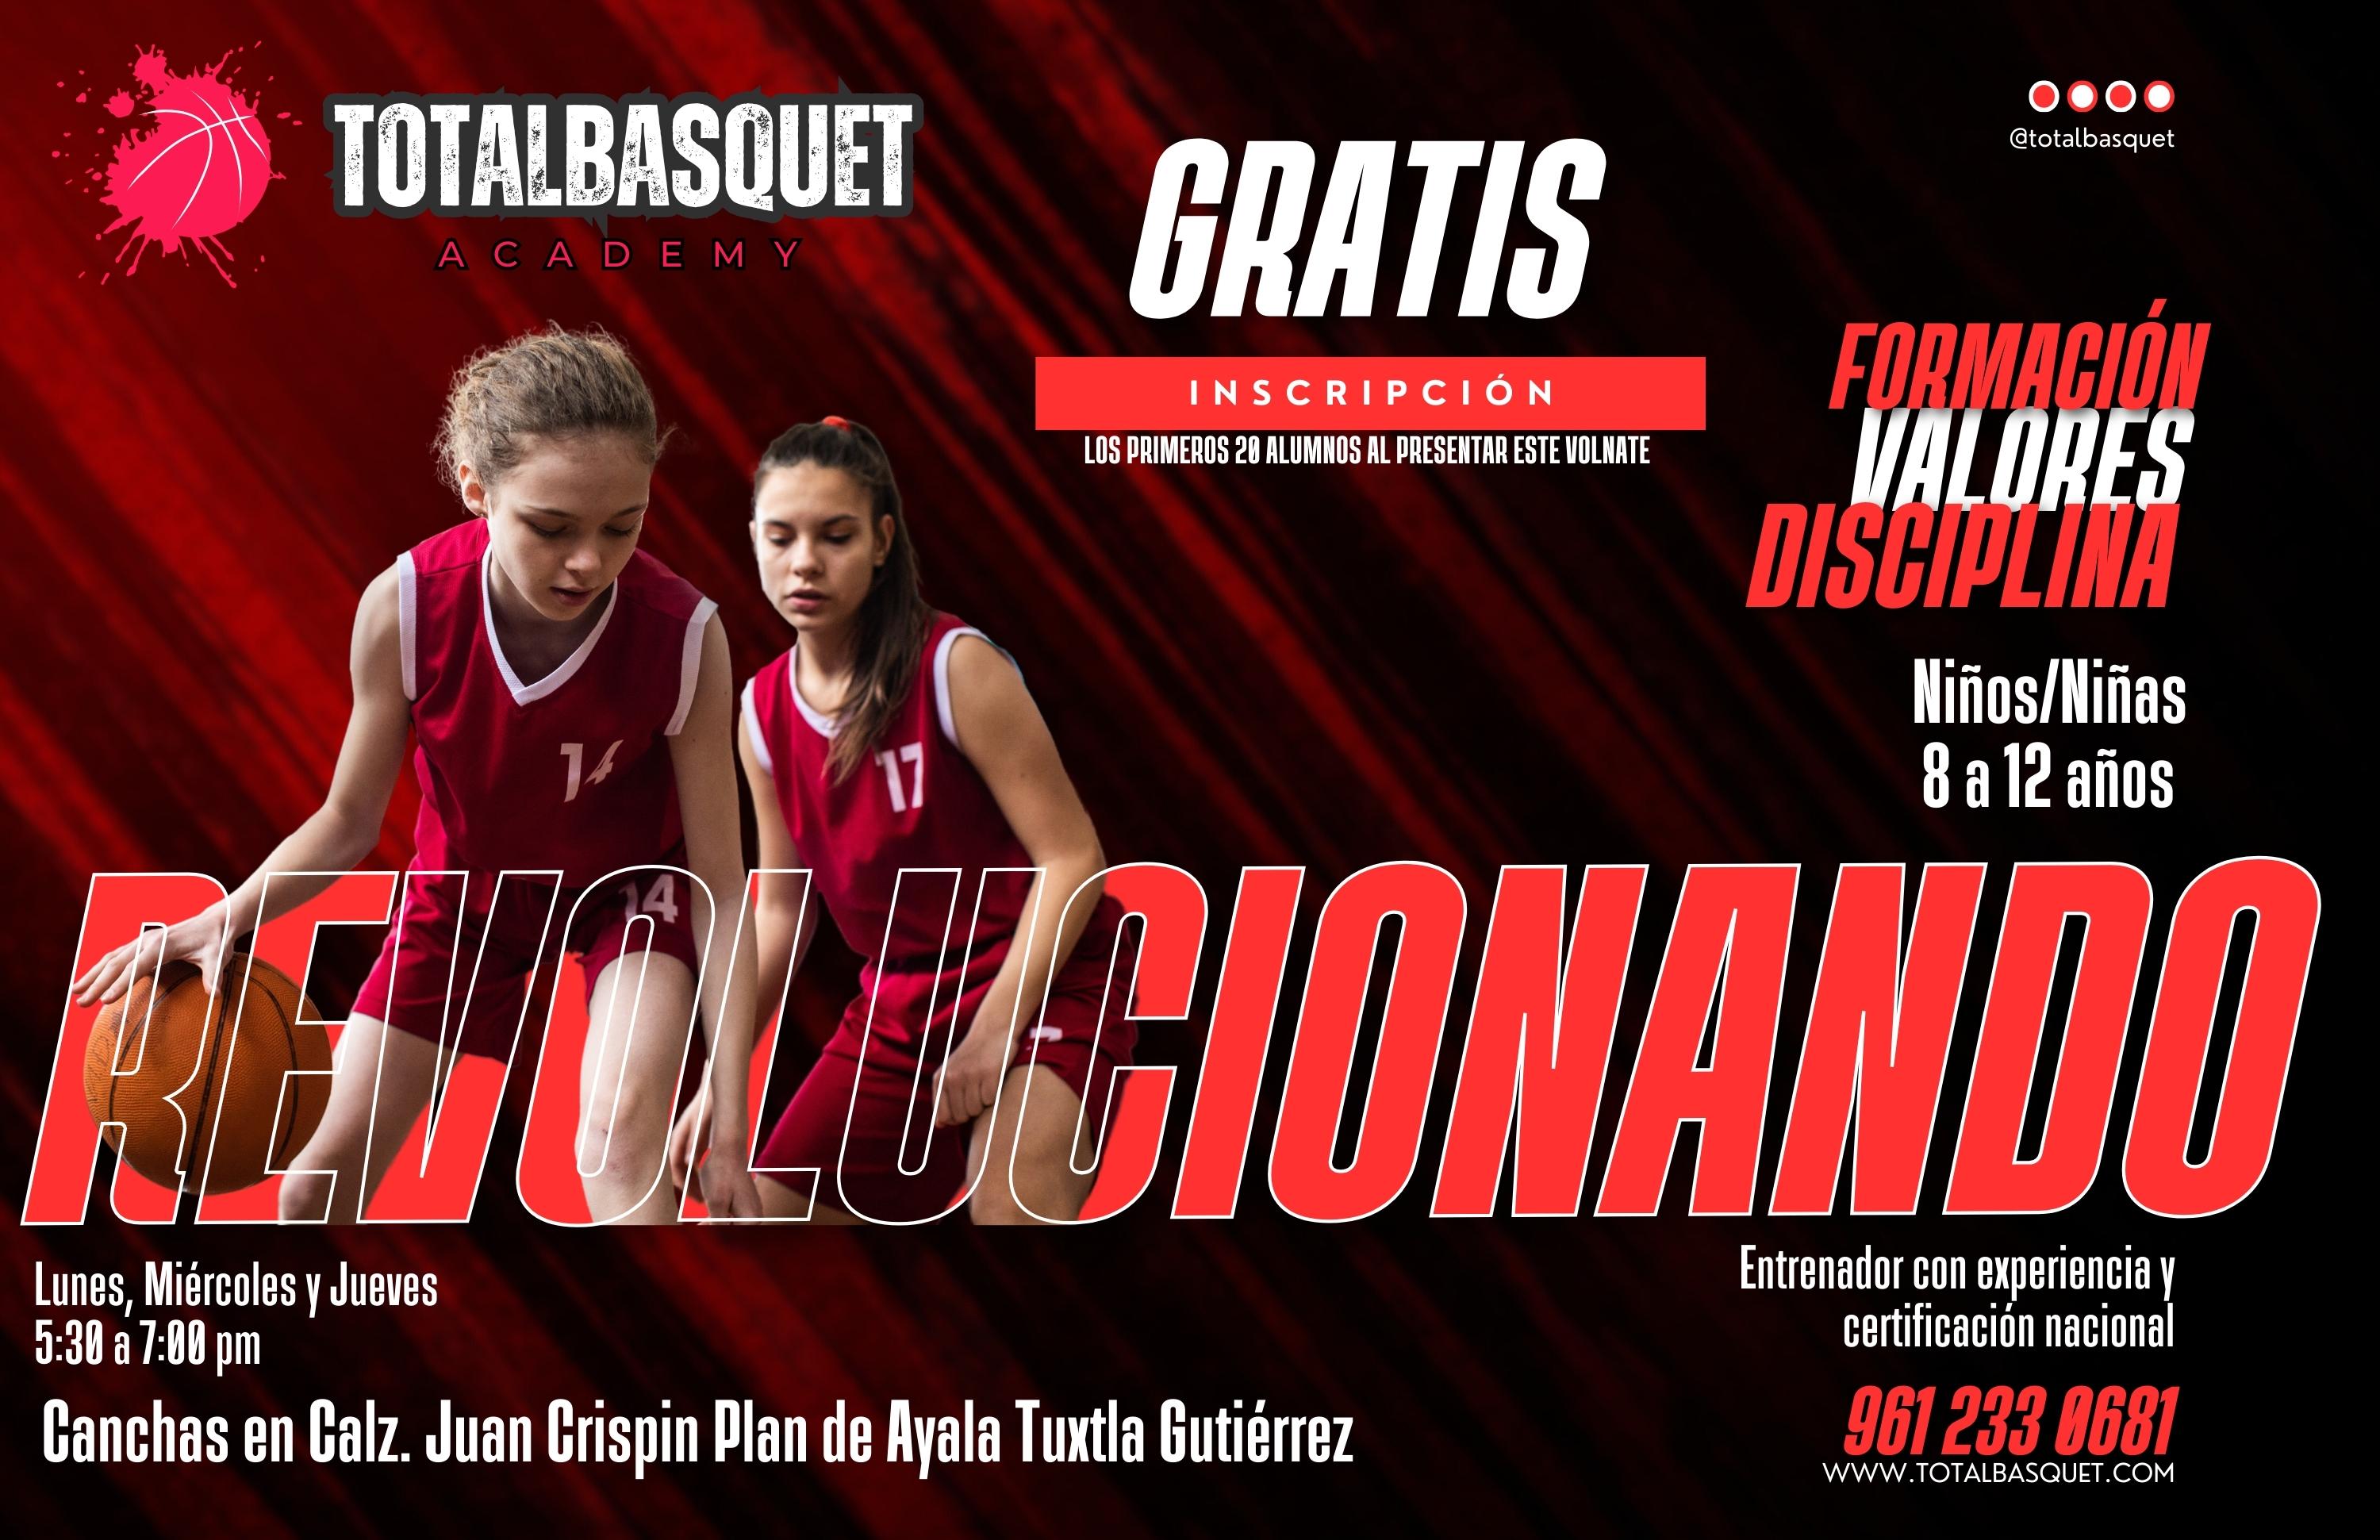 TOTALBASQUET
ACADEMY
@totalbasquet
GRATIS
INSCRIPCIÓN
LOS PRIMEROS 20 ALUMNOS AL PRESENTAR ESTE VOLNATE
FORMACIÓN
VALORES
DISCIPLINA
Niños/Niñas
8 a 12 años
14
17
14
REVOLUCIONANDO
Lunes, Miércoles y Jueves
5:30 a 7:00 pm
Canchas en Calz. Juan Crispin Plan de Ayala Tuxtla Gutiérrez
Entrenador con experiencia y
certificación nacional
961 233 0681
WWW.TOTALBASQUET.COM